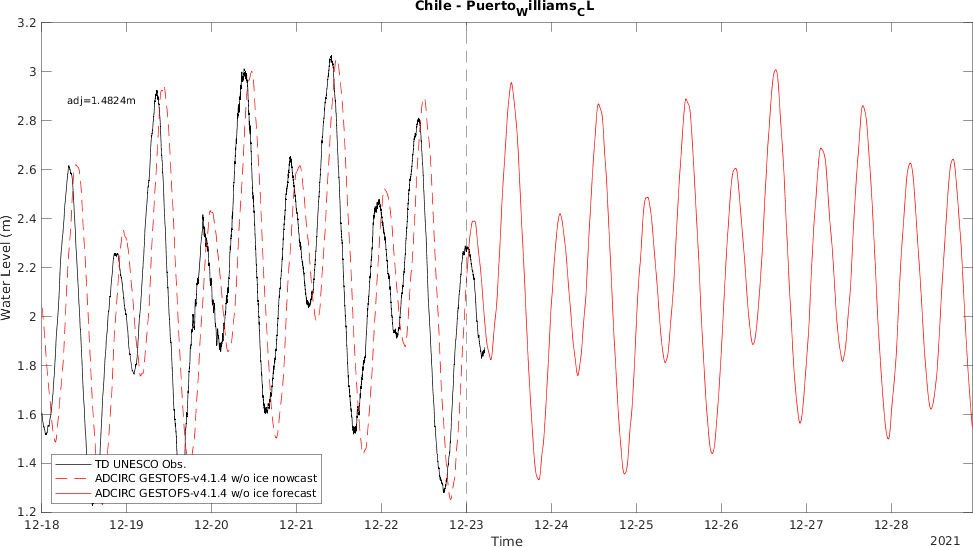 Chile - Puerto_Williams_CL
3.2
3
2.8
2.6
2.4
2.2
2
1.8
1.6
1.4
1.2
Water Level (m)
adj=1.4824m
TD UNESCO Obs.
ADCIRC GESTOFS-v4.1.4 w/o ice nowcast
ADCIRC GESTOFS-v4.1.4 w/o ice forecast
12-18 12-19 12-20 12-21 12-22 12-23 12-24 12-25 12-26 12-27 12-28
Time
2021